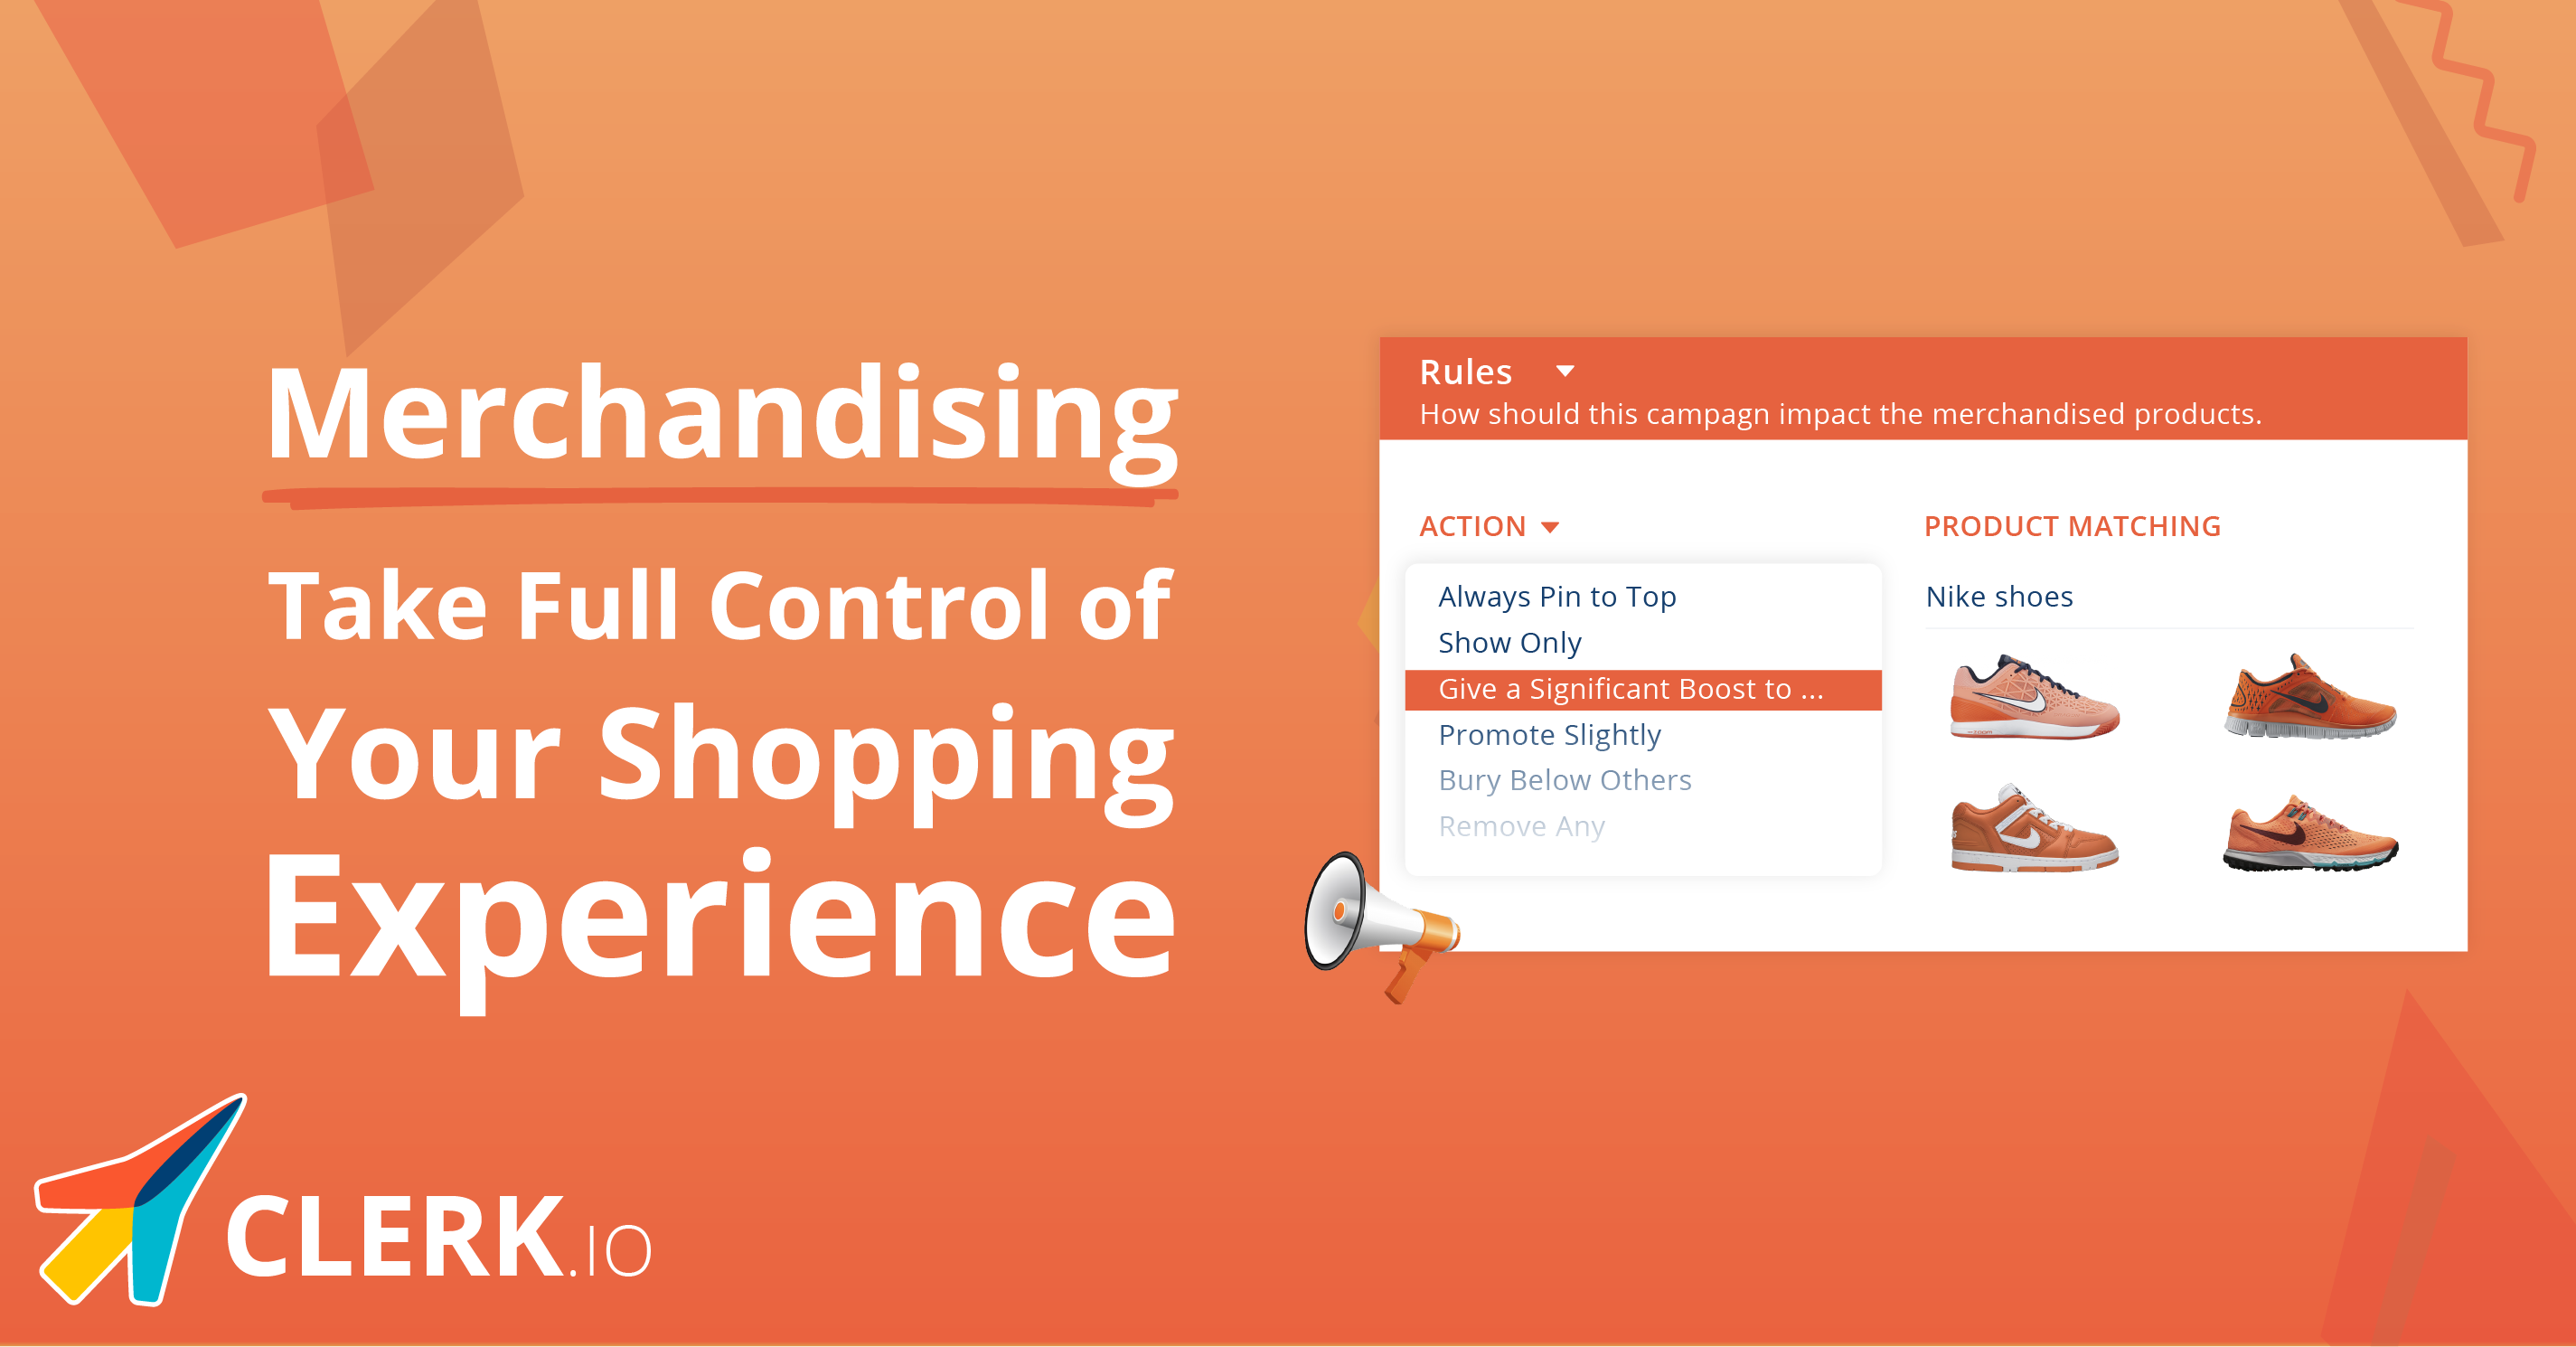 Merchandising
Take Full Control of
Your Shopping
Experience
Rules
How should this campagn impact the merchandised products.
ACTION
Always Pin to Top
Show Only
Give a Significant Boost to ...
Promote Slightly
Bury Below Others
Remove Any
PRODUCT MATCHING
Nike shoes
CLERK.IO